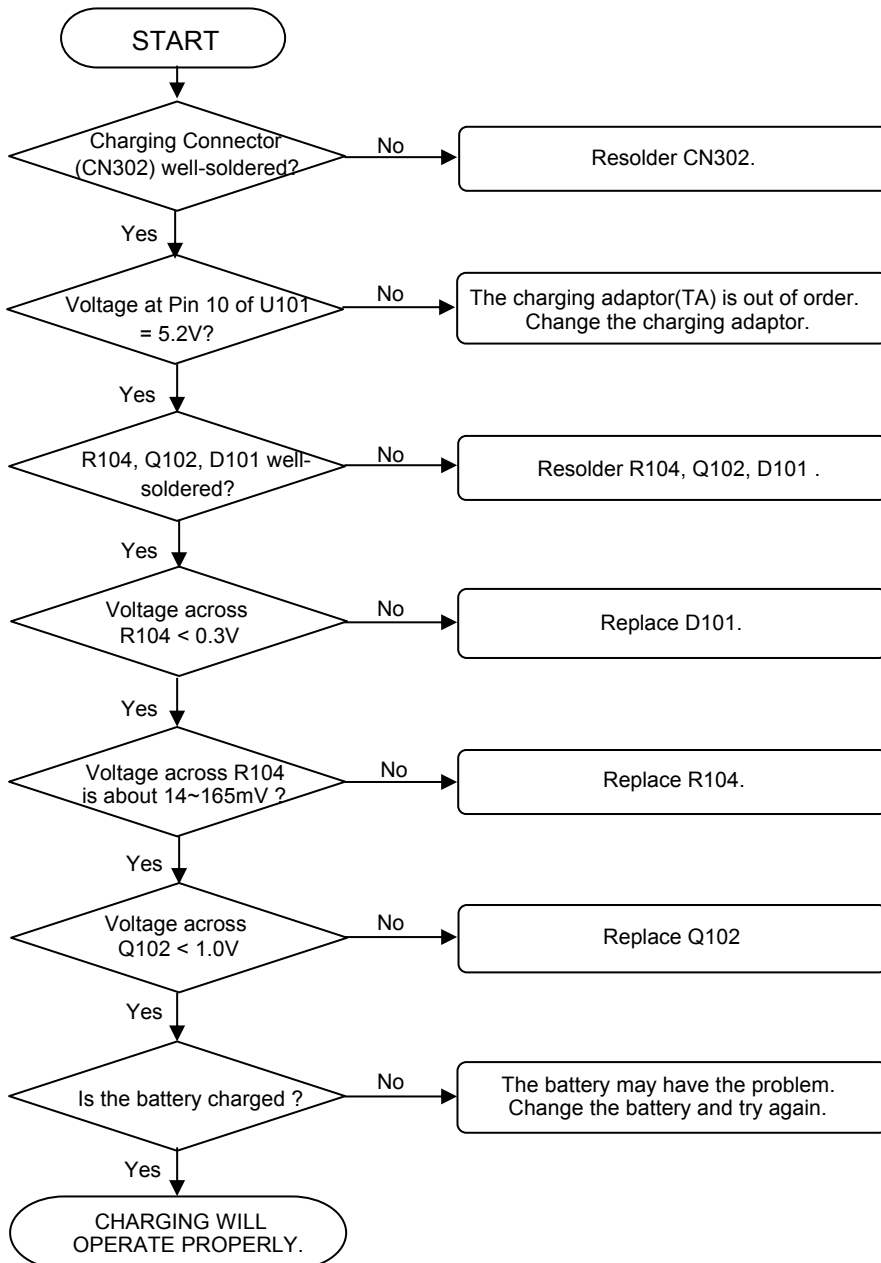 START
Charging Connector
(CN302) well-soldered?
No
Resolder CN302.
Yes
Voltage at Pin 10 of U101
= 5.2V?
No
The charging adaptor(TA) is out of order.
Change the charging adaptor.
Yes
R104, Q102, D101 well-
soldered?
No
Resolder R104, Q102, D101 .
Yes
Voltage across
R104 < 0.3V
No
Replace D101.
Yes
Voltage across R104
is about 14~165mV ?
No
Replace R104.
Yes
Voltage across
Q102 < 1.0V
No
Replace Q102
Yes
Is the battery charged ?
No
The battery may have the problem.
Change the battery and try again.
Yes
CHARGING WILL
OPERATE PROPERLY.